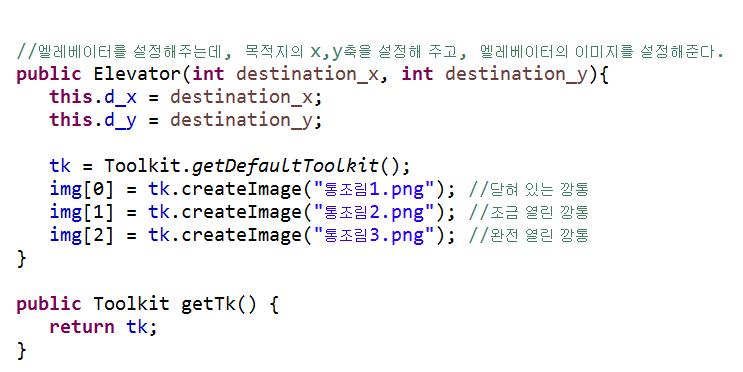 //엘레베이터를 설정해주는데, 목적지의 x,y축을 설정해 주고, 엘레베이터의 이미지를 설정해준다.
public Elevator(int destination_x, int destination_y){
this.d_x = destination_x;
this.d_y = destination_y;
tk = Toolkit.getDefaultToolkit();
img[0] = tk.createImage("통조림1.png"); //닫혀 있는 깡통
img[1] = tk.createImage("통조림2.png"); //조금 열린 깡통
img[2] = tk.createImage("통조림3.png"); //완전 열린 깡통
}
public Toolkit getTk() {
return tk;
}